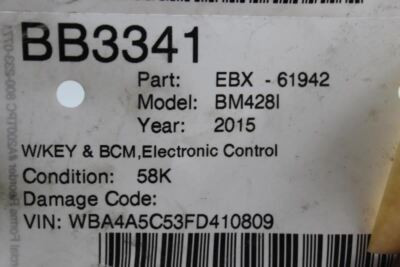 BB3341
Part: EBX - 61942
Model: BM428I
Year: 2015
W/KEY & BCM,Electronic Control
Condition: 58K
Damage Code:
VIN: WBA4A5C53FD410809